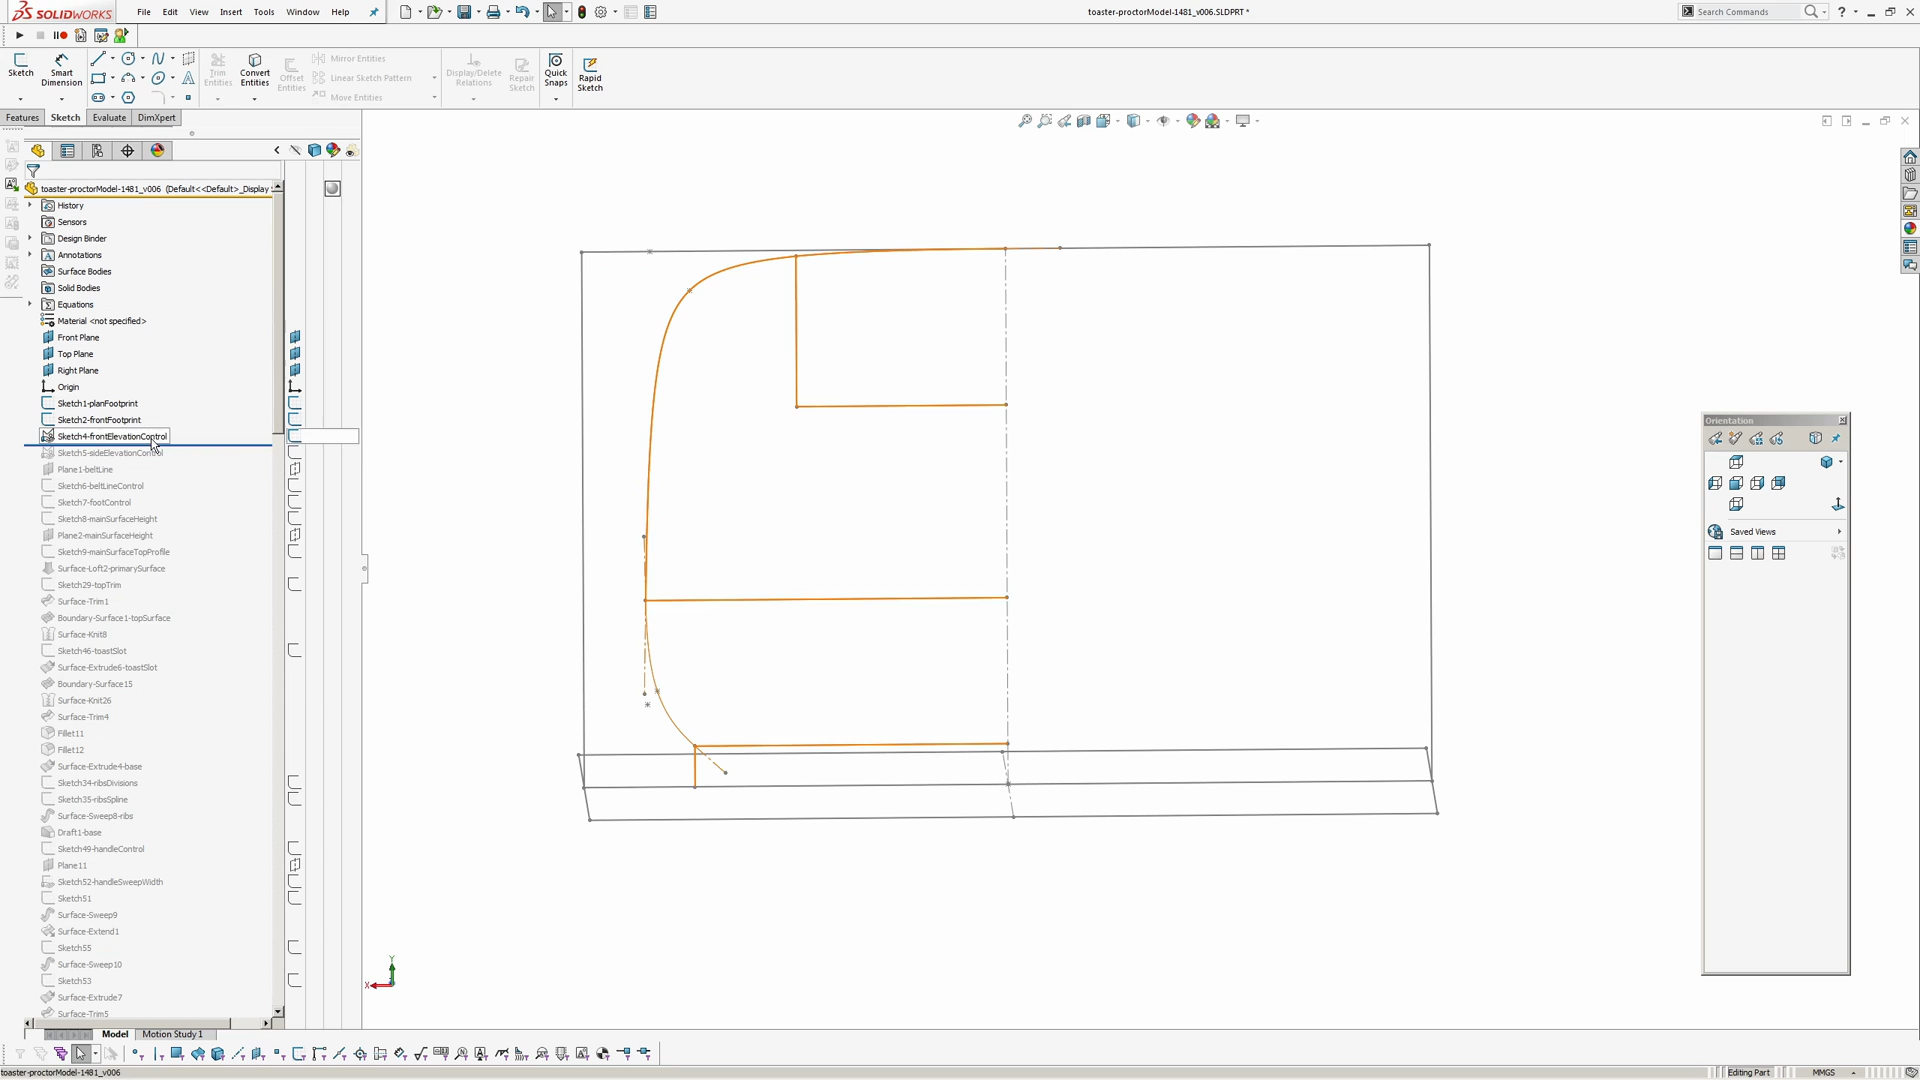 SOLIDWORKS
File Edit View Insert Tools Window Help
toaster-proctorModel-1481_v006.SLDPRT *
Search Commands
Sketch
Smart Dimension
Trim Entities
Convert Entities
Offset Entities
Mirror Entities
Linear Sketch Pattern
Move Entities
Display/Delete Relations
Repair Sketch
Quick Snaps
Rapid Sketch
Features Sketch Evaluate DimXpert
toaster-proctorModel-1481_v006 (Default<<Default>_Display
History
Sensors
Design Binder
Annotations
Surface Bodies
Solid Bodies
Equations
Material <not specified>
Front Plane
Top Plane
Right Plane
Origin
Sketch1-planFootprint
Sketch2-frontFootprint
Sketch4-frontElevationControl
Sketch5-sideElevationControl
Plane1-beltLine
Sketch6-beltLineControl
Sketch7-footControl
Sketch8-mainSurfaceHeight
Plane2-mainSurfaceHeight
Sketch9-mainSurfaceTopProfile
Surface-Loft2-primarySurface
Sketch29-topTrim
Surface-Trim1
Boundary-Surface1-topSurface
Surface-Knit8
Sketch46-toastSlot
Surface-Extrude6-toastSlot
Boundary-Surface15
Surface-Knit26
Surface-Trim4
Fillet11
Fillet12
Surface-Extrude4-base
Sketch34-ribsDivisions
Sketch35-ribsSpline
Surface-Sweep8-ribs
Draft1-base
Sketch49-handleControl
Plane11
Sketch52-handleSweepWidth
Sketch51
Surface-Sweep9
Surface-Extend1
Sketch55
Surface-Sweep10
Sketch53
Surface-Extrude7
Surface-Trim5
Orientation
Saved Views
Y
X
Model Motion Study 1
toaster-proctorModel-1481_v006
Editing Part
MMGS